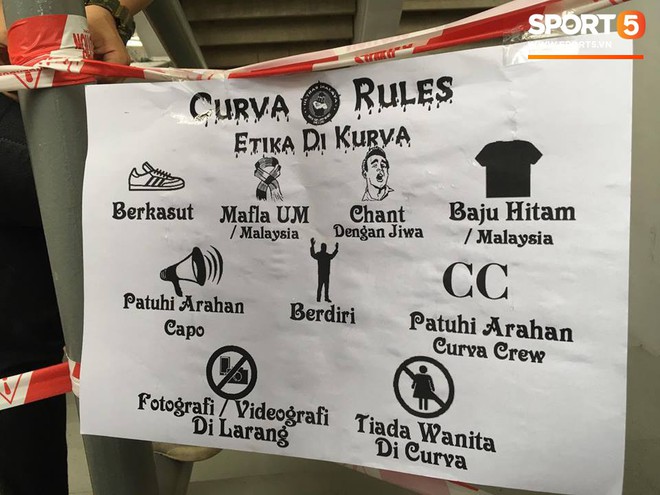 SPORT 5
CURVA RULES
ETIKA DI KURVA
Berkasut
Mafla UM
/ Malaysia
Chant
Dengan Jiwa
Baju Hitam
/ Malaysia
Patuhi Arahan
Capo
Berdiri
CC
Patuhi Arahan
Curva Crew
Fotografi / Videografi
Di Larang
Tiada Wanita
Di Curva